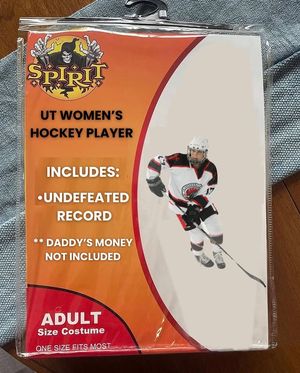 SPIRIT
UT WOMEN'S
HOCKEY PLAYER
INCLUDES:
•UNDEFEATED
RECORD
** DADDY'S MONEY
NOT INCLUDED
ADULT
Size Costume
ONE SIZE FITS MOST